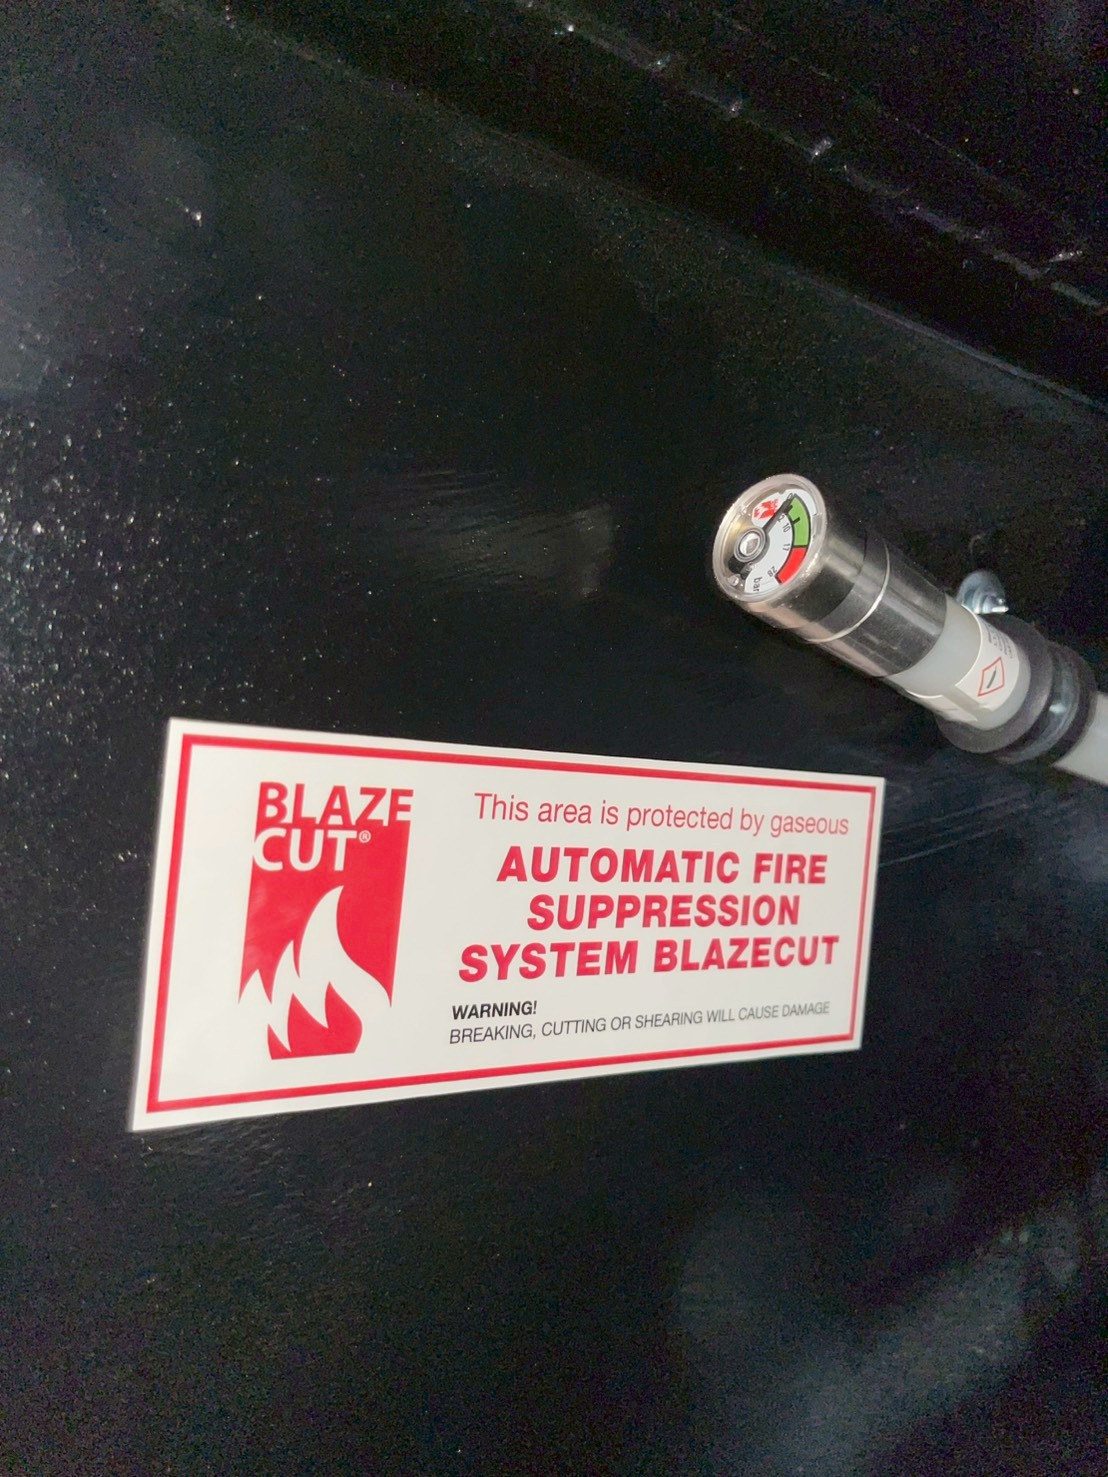 BLAZE
CUT®
This area is protected by gaseous
AUTOMATIC FIRE
SUPPRESSION
SYSTEM BLAZECUT
WARNING!
BREAKING, CUTTING OR SHEARING WILL CAUSE DAMAGE
bar